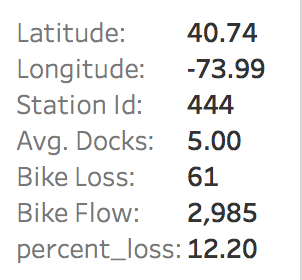 Latitude: 40.74
Longitude: -73.99
Station Id: 444
Avg. Docks: 5.00
Bike Loss: 61
Bike Flow: 2,985
percent_loss: 12.20